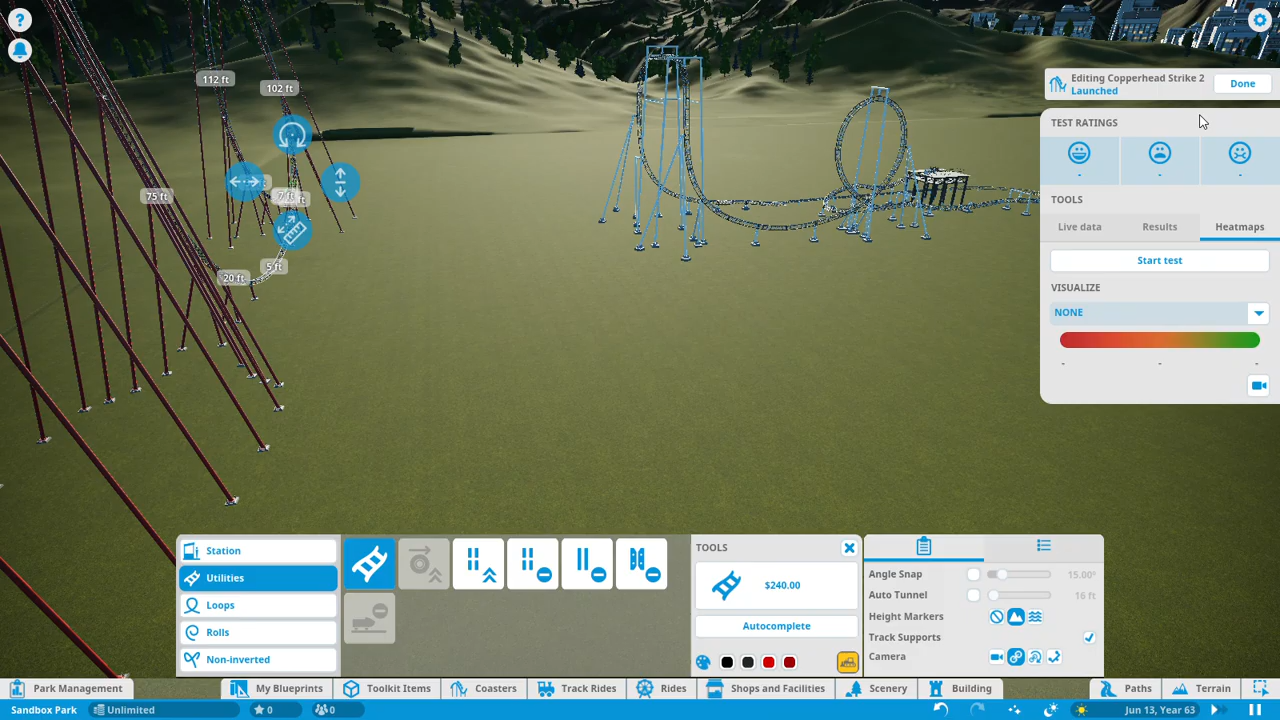 ?
112 ft
102 ft
75 ft
7 ft
5 ft
20 ft
Editing Copperhead Strike 2
Launched
Done
TEST RATINGS
- - -
TOOLS
Live data Results Heatmaps
Start test
VISUALIZE
NONE
- - -
Station
Utilities
Loops
Rolls
Non-inverted
TOOLS
$240.00
Autocomplete
Angle Snap 15.00°
Auto Tunnel 16 ft
Height Markers
Track Supports
Camera
Park Management My Blueprints Toolkit Items Coasters Track Rides Rides Shops and Facilities Scenery Building Paths Terrain
Sandbox Park Unlimited 0 0 Jun 13, Year 63